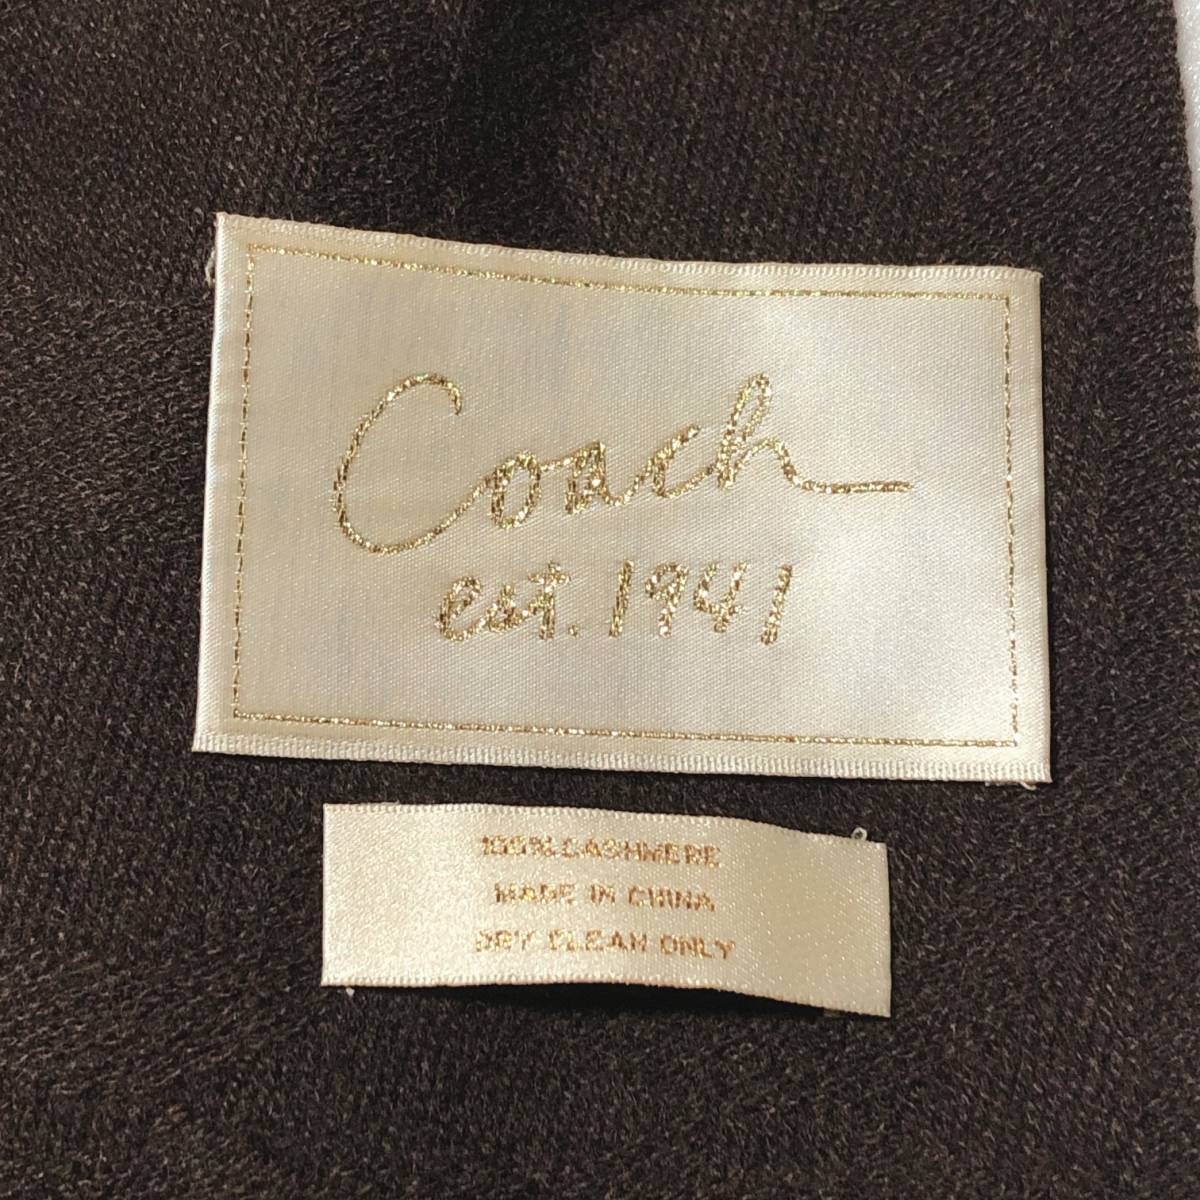 Coach
est. 1941
100% CASHMERE
MADE IN CHINA
DRY CLEAN ONLY